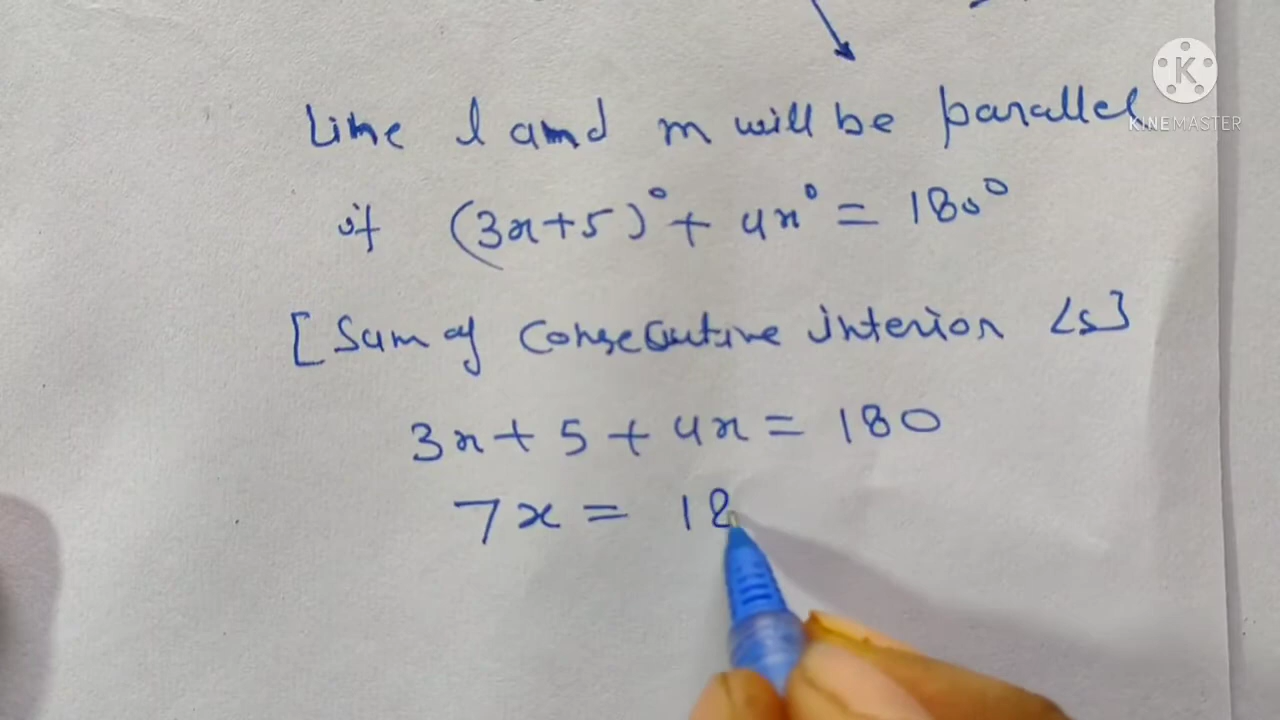 Line l and m will be parallel
if (3x+5)° + 4x° = 180°
[Sum of Consecutive interior ∠s]
3x + 5 + 4x = 180
7x = 18
K
KINEMASTER